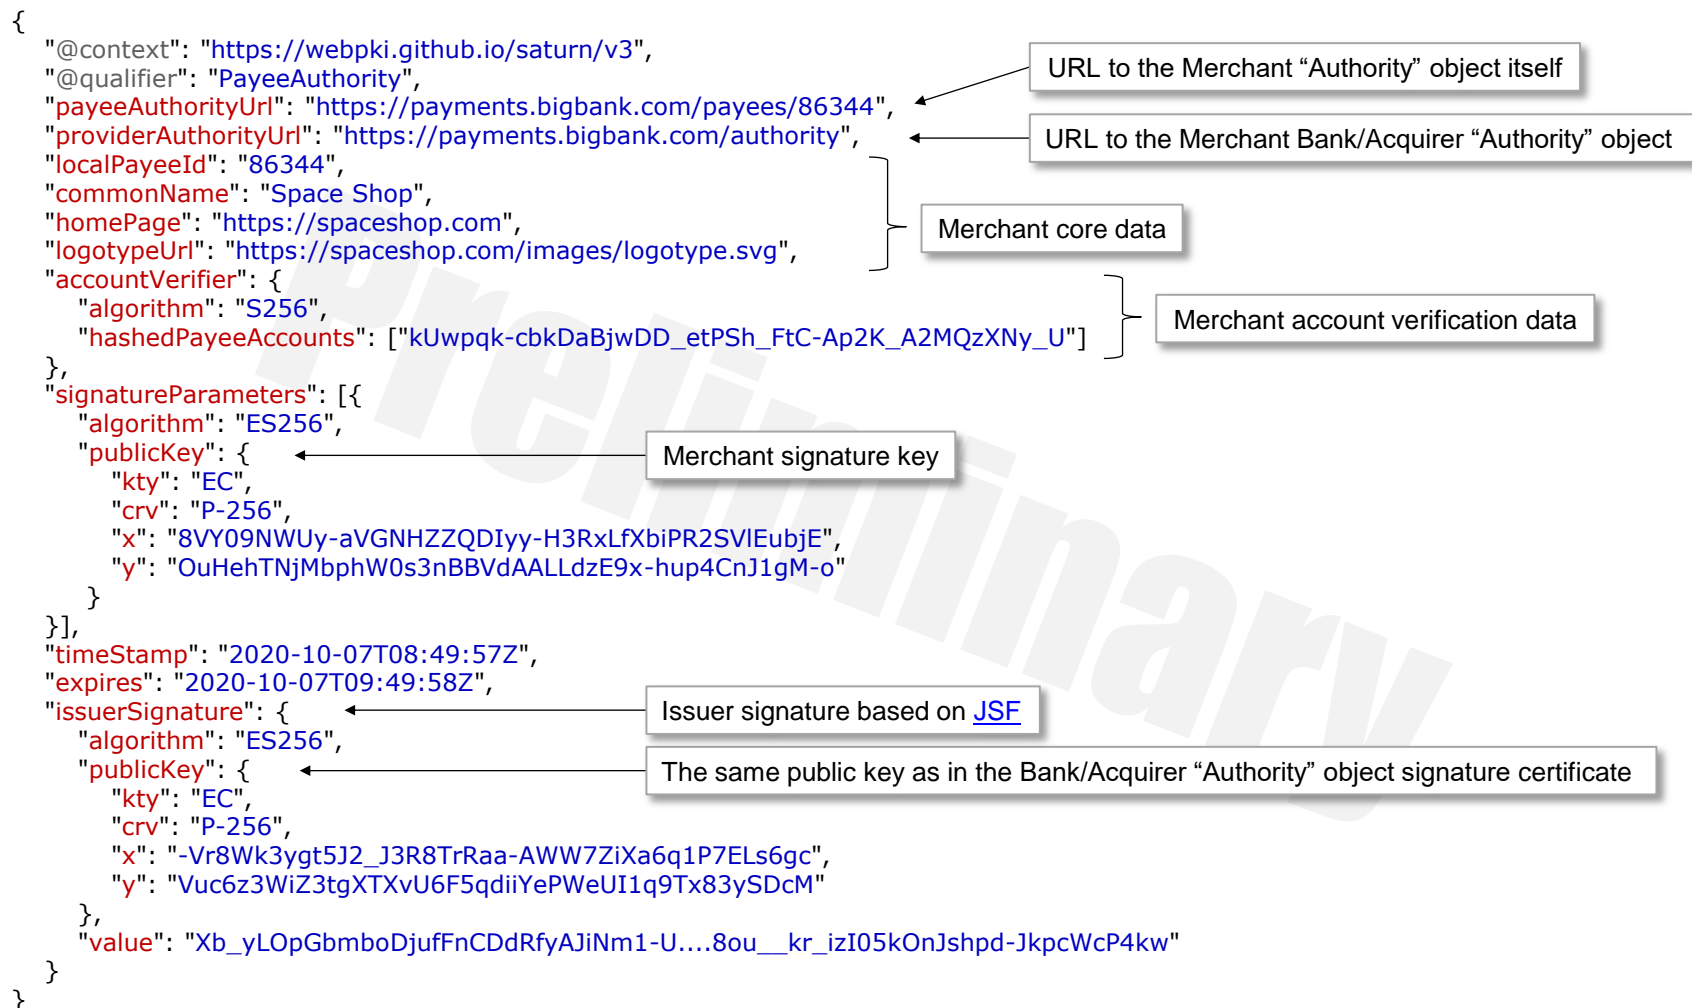 {
"@context": "https://webpki.github.io/saturn/v3",
"@qualifier": "PayeeAuthority",
"payeeAuthorityUrl": "https://payments.bigbank.com/payees/86344",
URL to the Merchant “Authority” object itself
"providerAuthorityUrl": "https://payments.bigbank.com/authority",
URL to the Merchant Bank/Acquirer “Authority” object
"localPayeeId": "86344",
"commonName": "Space Shop",
"homePage": "https://spaceshop.com",
"logotypeUrl": "https://spaceshop.com/images/logotype.svg",
Merchant core data
"accountVerifier": {
"algorithm": "S256",
"hashedPayeeAccounts": ["kUwpqk-cbkDaBjwDD_etPSh_FtC-Ap2K_A2MQzXNy_U"]
Merchant account verification data
},
"signatureParameters": [{
"algorithm": "ES256",
"publicKey": {
Merchant signature key
"kty": "EC",
"crv": "P-256",
"x": "8VY09NWUy-aVGNHZZQDIyy-H3RxLfXbiPR2SVlEubjE",
"y": "OuHehTNjMbphW0s3nBBVdAALLdzE9x-hup4CnJ1gM-o"
}
}],
"timeStamp": "2020-10-07T08:49:57Z",
"expires": "2020-10-07T09:49:58Z",
"issuerSignature": {
Issuer signature based on JSF
"algorithm": "ES256",
"publicKey": {
The same public key as in the Bank/Acquirer “Authority” object signature certificate
"kty": "EC",
"crv": "P-256",
"x": "-Vr8Wk3ygt5J2_J3R8TrRaa-AWW7ZiXa6q1P7ELs6gc",
"y": "Vuc6z3WiZ3tgXTXvU6F5qdiiYePWeUI1q9Tx83ySDcM"
},
"value": "Xb_yLOpGbmboDjufFnCDdRfyAJiNm1-U....8ou__kr_izI05kOnJshpd-JkpcWcP4kw"
}
}
Preliminary